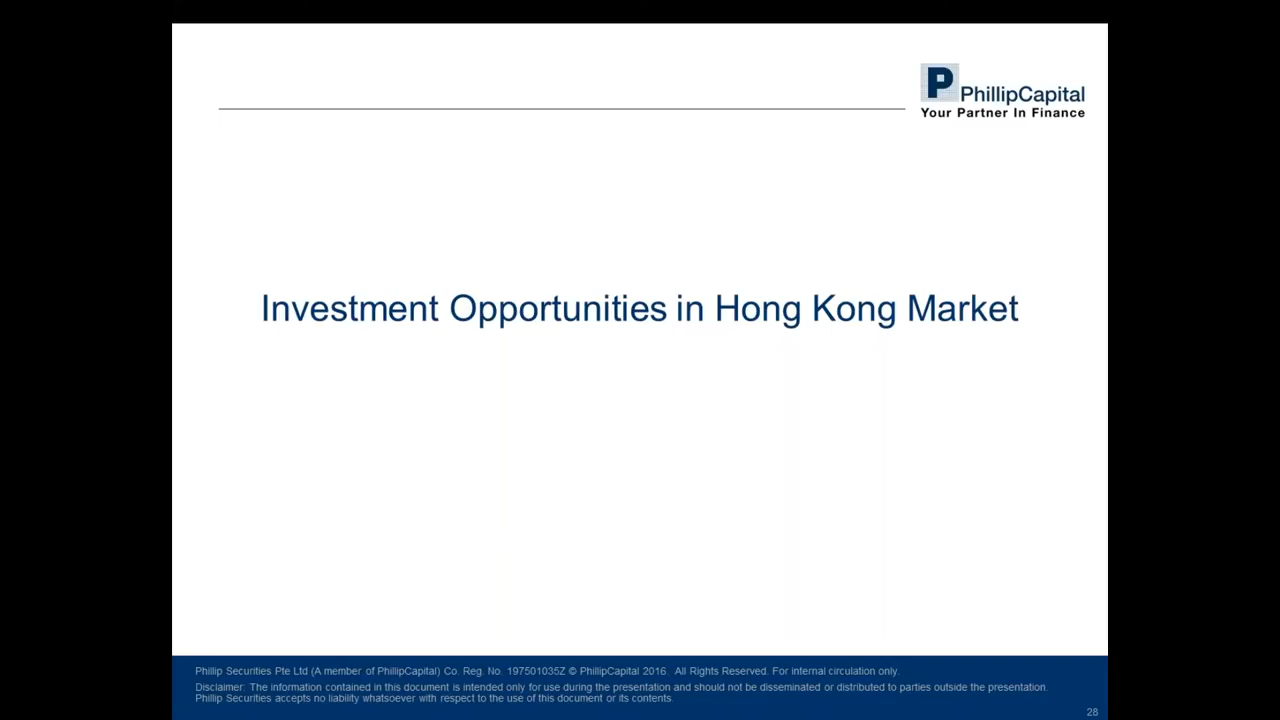 P
PhillipCapital
Your Partner In Finance
Investment Opportunities in Hong Kong Market
Phillip Securities Pte Ltd (A member of PhillipCapital) Co. Reg. No. 197501035Z © PhillipCapital 2016. All Rights Reserved. For internal circulation only.
Disclaimer: The information contained in this document is intended only for use during the presentation and should not be disseminated or distributed to parties outside the presentation.
Phillip Securities accepts no liability whatsoever with respect to the use of this document or its contents.
28